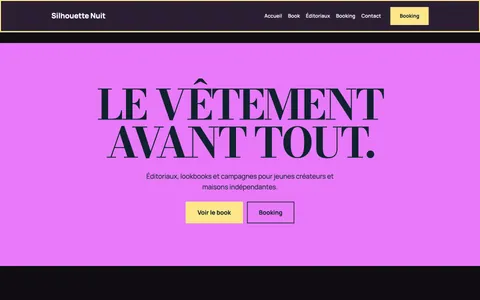 Silhouette Nuit
Accueil Book Éditoriaux Booking Contact Booking
LE VÊTEMENT
AVANT TOUT.
Éditoriaux, lookbooks et campagnes pour jeunes créateurs et
maisons indépendantes.
Voir le book Booking